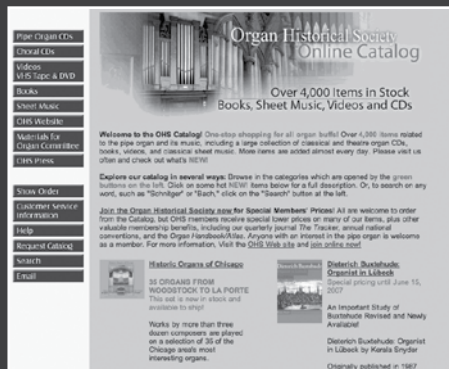 Organ Historical Society
Online Catalog
Over 4,000 Items in Stock
Books, Sheet Music, Videos and CDs
Pipe Organ CDs
Choral CDs
Videos
VHS Tape & DVD
Books
Sheet Music
OHS Website
Materials for
Organ Committee
OHS Press
Show Order
Customer Service
Information
Help
Request Catalog
Search
Email
Welcome to the OHS Catalog! One-stop shopping for all organ buffs! Over 4,000 items related
to the pipe organ and its music, including a large collection of classical and theatre organ CDs,
books, videos, and classical sheet music. More items are added almost every day. Please visit us
often and check out what's NEW!
Explore our catalog in several ways: Browse in the categories which are opened by the green
buttons on the left. Click on some hot NEW! items below for a full description. Or, to search on any
word, such as "Schnitger" or "Bach," click on the "Search" button at the left.
Join the Organ Historical Society now for Special Members' Prices! All are welcome to order
from the Catalog, but OHS members receive special lower prices on many of our items, plus other
valuable membership benefits, including our quarterly journal The Tracker, annual national
conventions, and the Organ Handbook/Atlas. Anyone with an interest in the pipe organ is welcome
as a member. For more information, Visit the OHS Web site and join online now!
Historic Organs of Chicago
35 ORGANS FROM
WOODSTOCK TO LA PORTE
This set is now in stock and
available to ship!
Works by more than three
dozen composers are played
on a selection of 35 of the
Chicago area's most
interesting organs.
Dieterich Buxtehude:
Organist in Lübeck
Special pricing until June 15,
2007
An Important Study of
Buxtehude Revised and Newly
Available!
Dieterich Buxtehude: Organist
in Lübeck by Kerala Snyder
Originally published in 1987